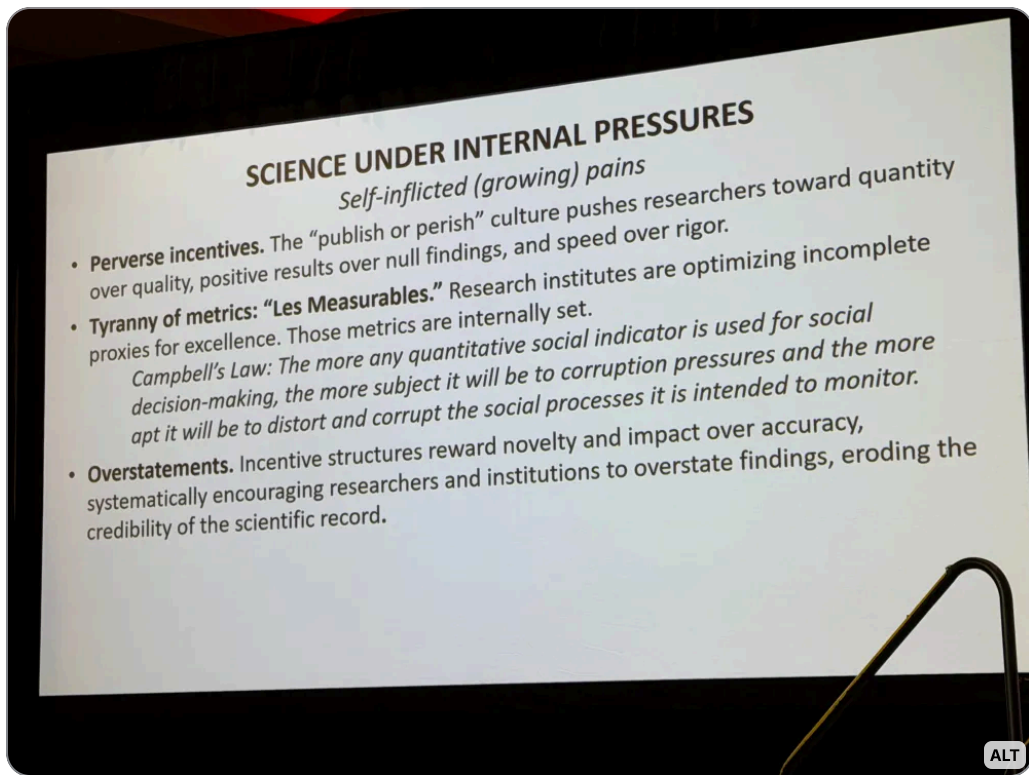 SCIENCE UNDER INTERNAL PRESSURES
Self-inflicted (growing) pains
• Perverse incentives. The “publish or perish” culture pushes researchers toward quantity
over quality, positive results over null findings, and speed over rigor.
• Tyranny of metrics: “Les Measurables.” Research institutes are optimizing incomplete
proxies for excellence. Those metrics are internally set.
Campbell’s Law: The more any quantitative social indicator is used for social
decision-making, the more subject it will be to corruption pressures and the more
apt it will be to distort and corrupt the social processes it is intended to monitor.
• Overstatements. Incentive structures reward novelty and impact over accuracy,
systematically encouraging researchers and institutions to overstate findings, eroding the
credibility of the scientific record.
ALT